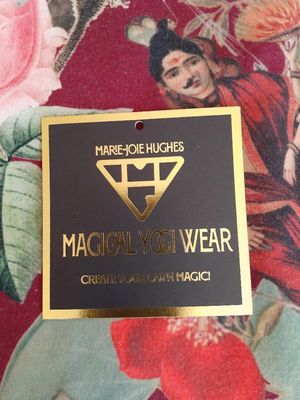 MARIE-JOIE HUGHES
MAGICAL YOGI WEAR
CREATE YOUR OWN MAGIC!